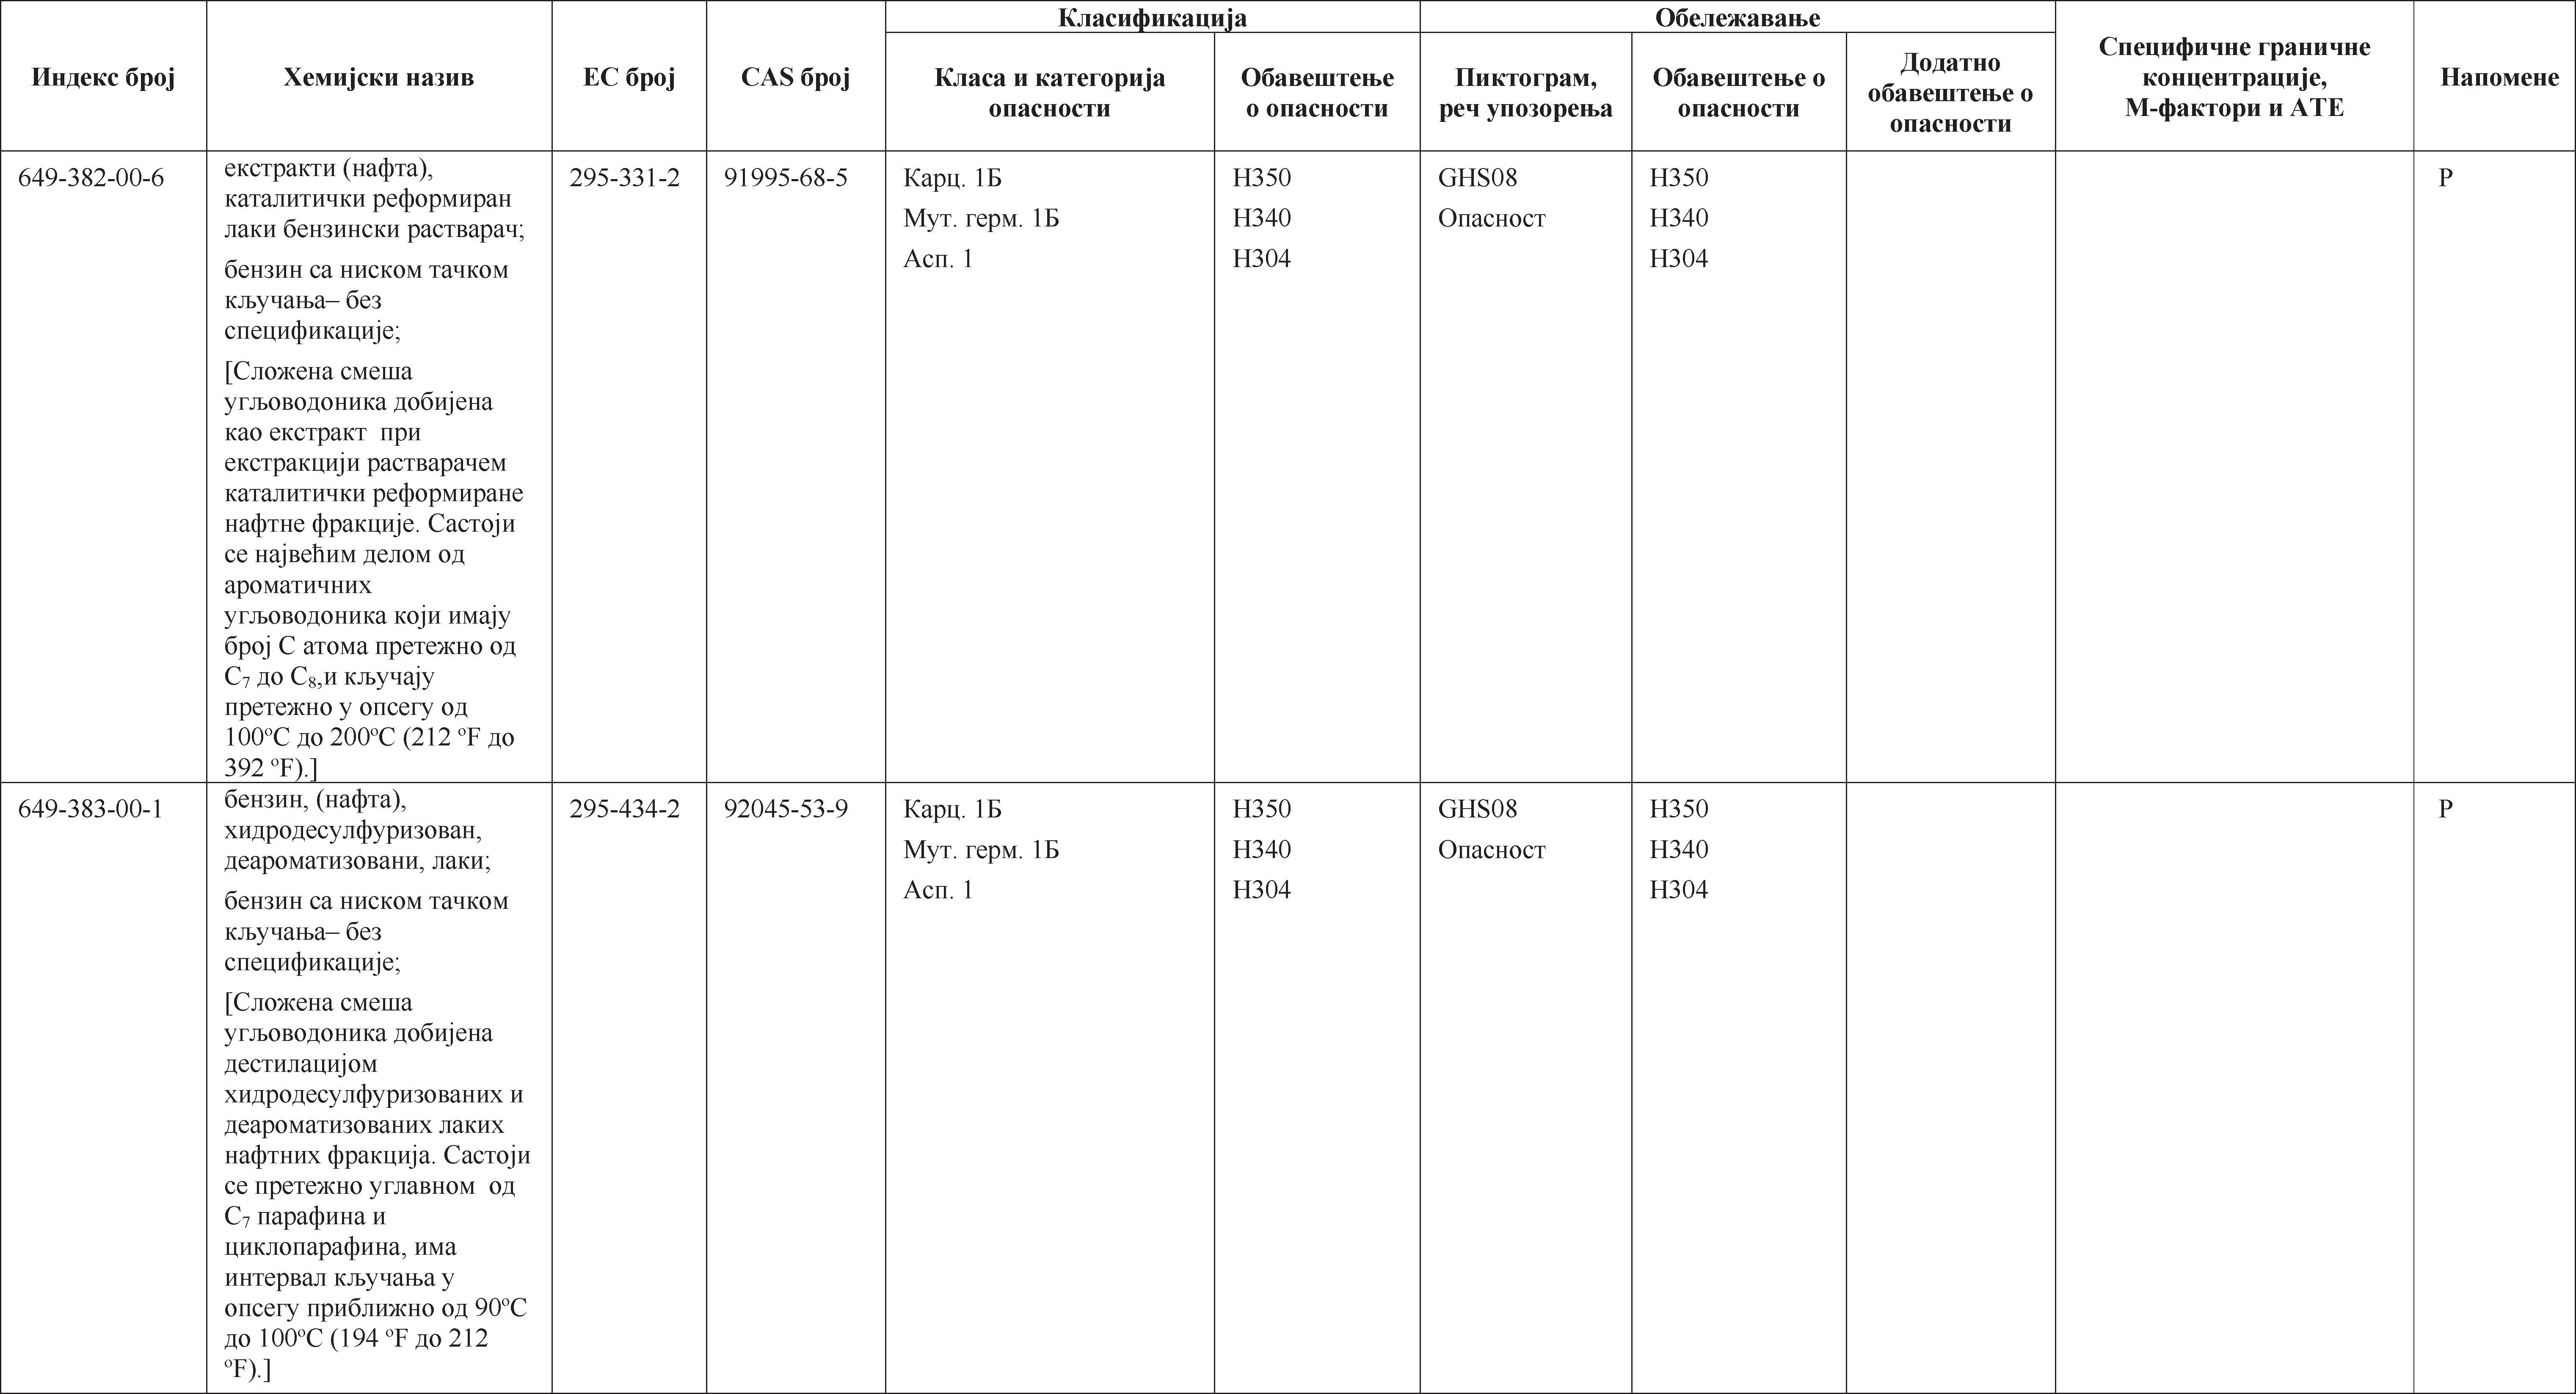 Индекс број
Хемијски назив
ЕС број
CAS број
Класификација
Обележавање
Специфичне граничне
концентрације,
М-фактори и АТЕ
Напомене
Класа и категорија
опасности
Обавештење
о опасности
Пиктограм,
реч упозорења
Обавештење о
опасности
Додатно
обавештење о
опасности
649-382-00-6
екстракти (нафта),
каталитички реформиран
лаки бензински растварач;
бензин са ниском тачком
кључања– без
спецификације;
[Сложена смеша
угљоводоника добијена
као екстракт  при
екстракцији растварачем
каталитички реформиране
нафтне фракције. Састоји
се највећим делом од
ароматичних
угљоводоника који имају
број C атома претежно од
C₇ до C₈,и кључају
претежно у опсегу од
100ºC до 200ºC (212 ºF до
392 ºF).]
295-331-2
91995-68-5
Карц. 1Б
Мут. герм. 1Б
Асп. 1
H350
H340
H304
GHS08
Опасност
H350
H340
H304
P
649-383-00-1
бензин, (нафта),
хидродесулфуризован,
деароматизовани, лаки;
бензин са ниском тачком
кључања– без
спецификације;
[Сложена смеша
угљоводоника добијена
дестилацијом
хидродесулфуризованих и
деароматизованих лаких
нафтних фракција. Састоји
се претежно углавном  од
C₇ парафина и
циклопарафина, има
интервал кључања у
опсегу приближно од 90ºC
до 100ºC (194 ºF до 212
ºF).]
295-434-2
92045-53-9
Карц. 1Б
Мут. герм. 1Б
Асп. 1
H350
H340
H304
GHS08
Опасност
H350
H340
H304
P